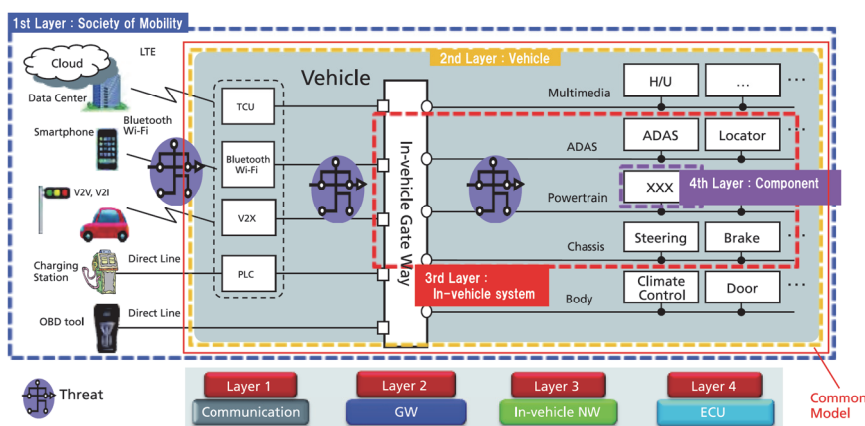 1st Layer : Society of Mobility
LTE
Cloud
Data Center
Smartphone
Bluetooth
Wi-Fi
V2V, V2I
Charging
Station
Direct Line
OBD tool
Direct Line
2nd Layer : Vehicle
Vehicle
TCU
Bluetooth
Wi-Fi
V2X
PLC
In-vehicle Gate Way
Multimedia
H/U
...
...
ADAS
ADAS
Locator
...
Powertrain
XXX
4th Layer : Component
Chassis
Steering
Brake
...
3rd Layer :
In-vehicle system
Body
Climate
Control
Door
...
Threat
Layer 1
Communication
Layer 2
GW
Layer 3
In-vehicle NW
Layer 4
ECU
Common
Model